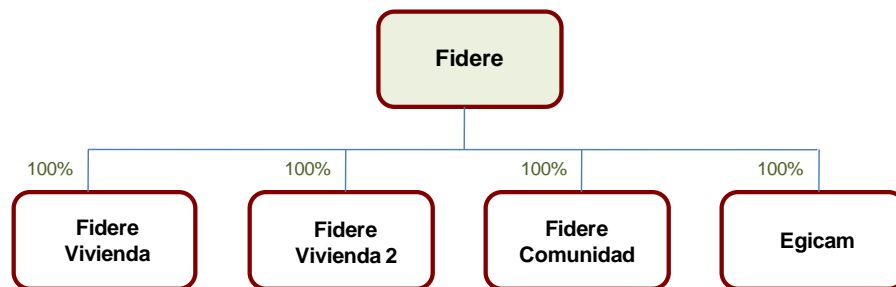 Fidere
100%
100%
100%
100%
Fidere
Vivienda
Fidere
Vivienda 2
Fidere
Comunidad
Egicam